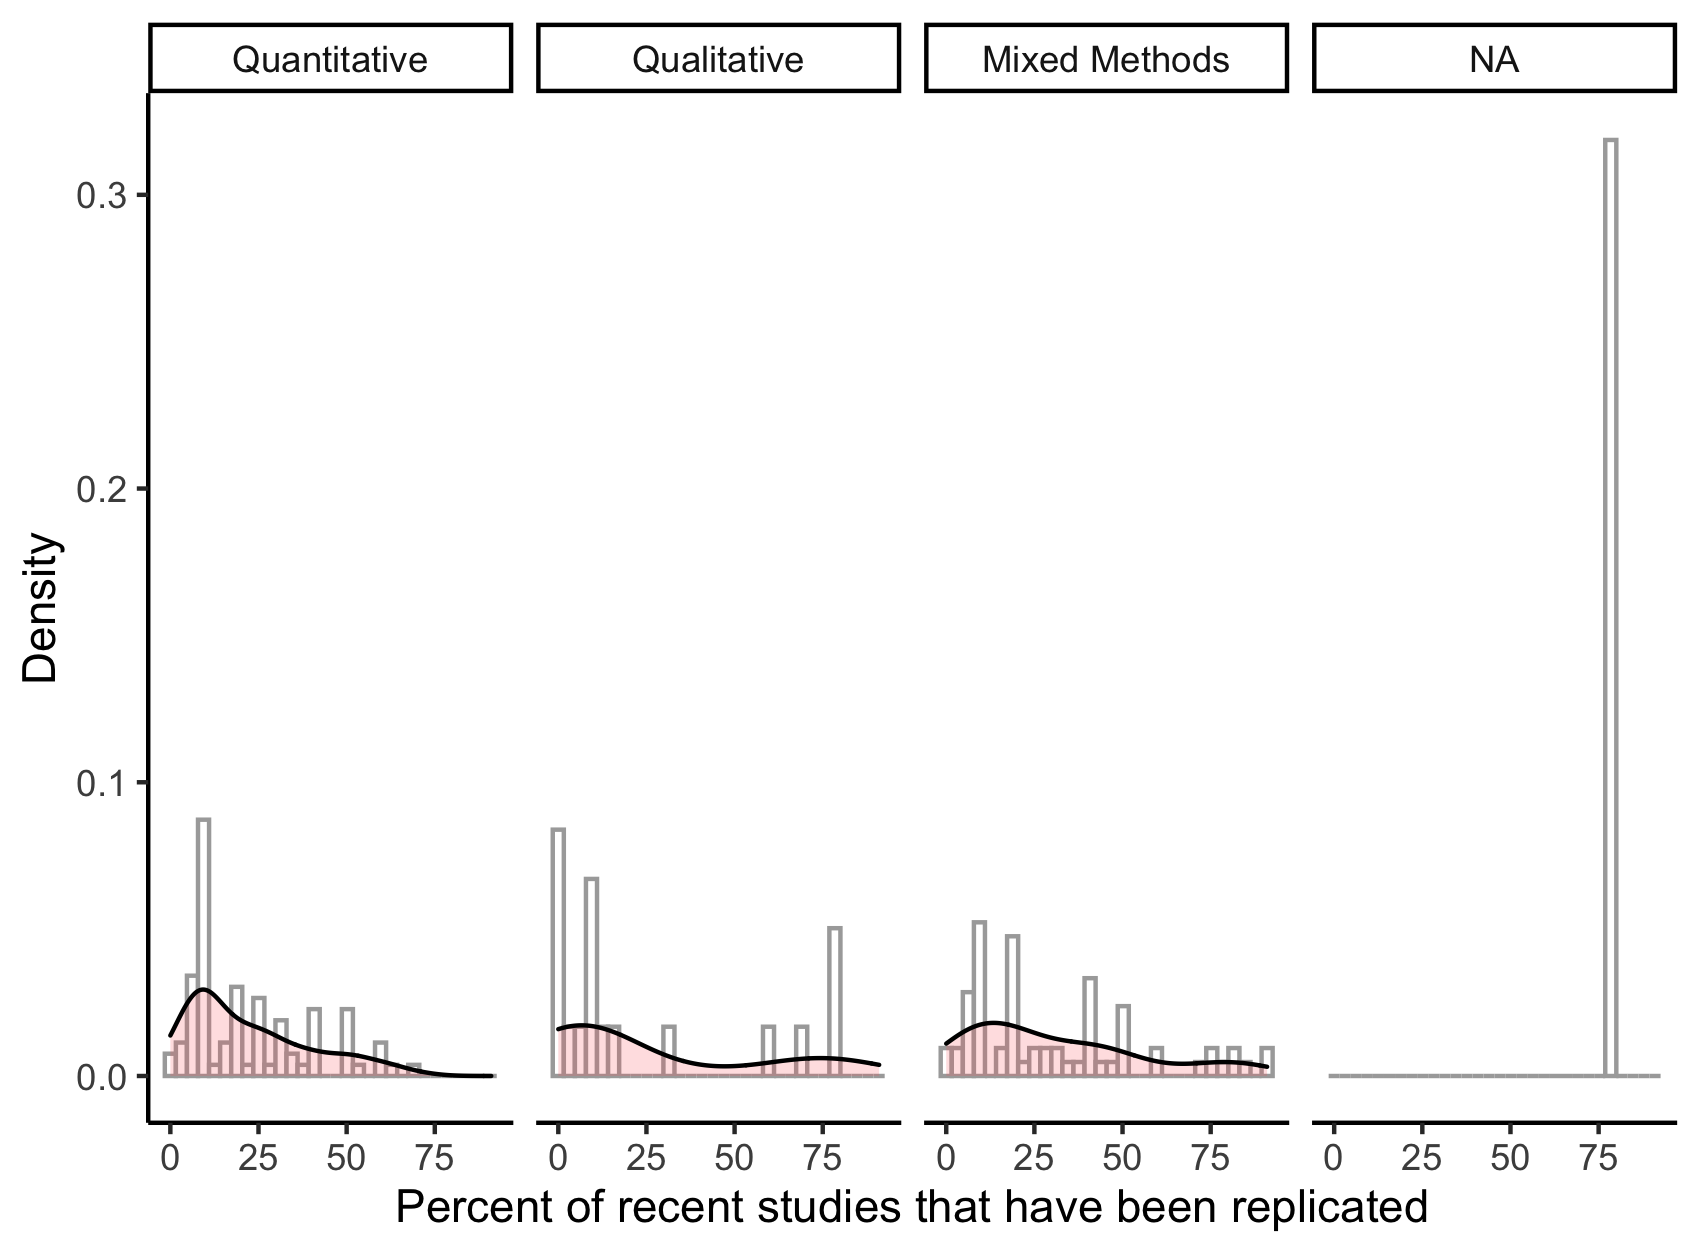 Quantitative Qualitative Mixed Methods NA
0.3
0.2
0.1
0.0
Density
0 25 50 75 0 25 50 75 0 25 50 75 0 25 50 75
Percent of recent studies that have been replicated